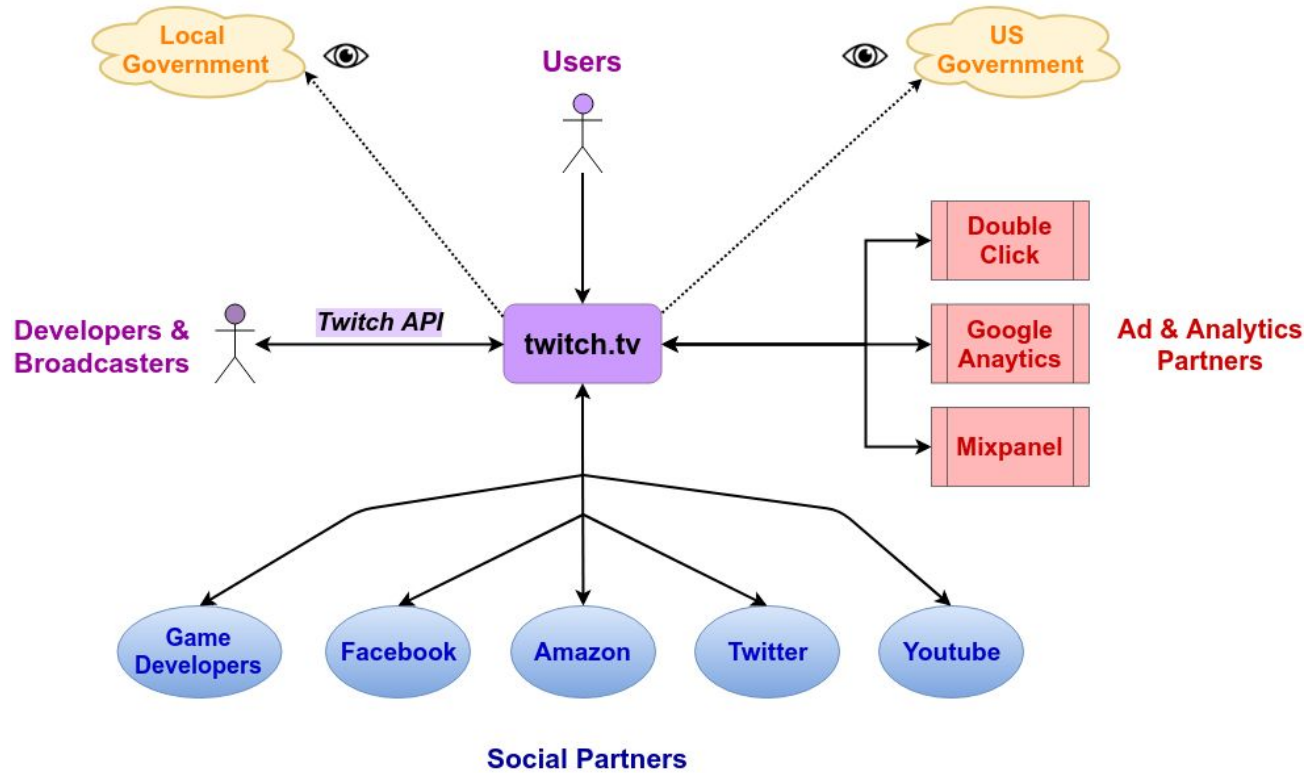 Local
Government
Users
US
Government
Double
Click
Developers &
Broadcasters
Twitch API
twitch.tv
Google
Anaytics
Ad & Analytics
Partners
Mixpanel
Game
Developers
Facebook
Amazon
Twitter
Youtube
Social Partners